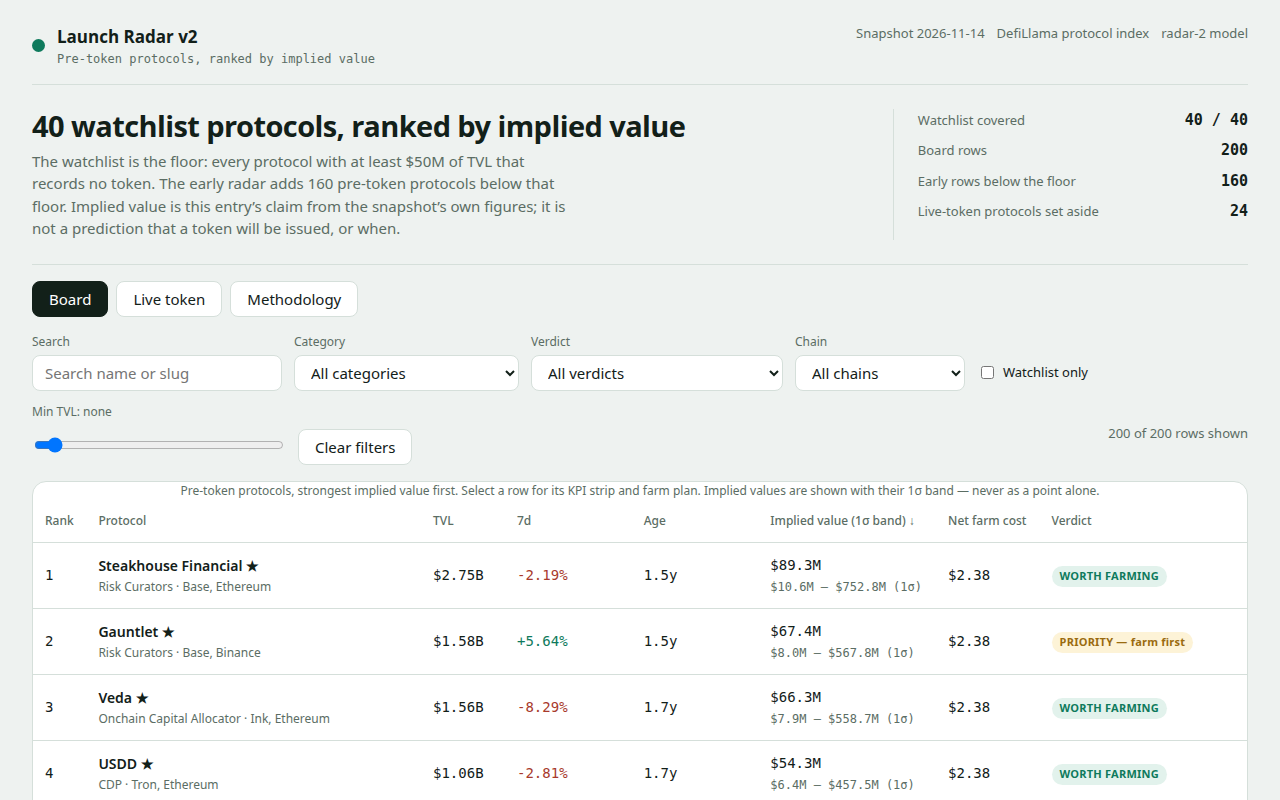 Launch Radar v2
Pre-token protocols, ranked by implied value
Snapshot 2026-11-14 DefiLlama protocol index radar-2 model
40 watchlist protocols, ranked by implied value
The watchlist is the floor: every protocol with at least $50M of TVL that
records no token. The early radar adds 160 pre-token protocols below that
floor. Implied value is this entry’s claim from the snapshot’s own figures; it is
not a prediction that a token will be issued, or when.
Watchlist covered 40 / 40
Board rows 200
Early rows below the floor 160
Live-token protocols set aside 24
Board Live token Methodology
Search Category Verdict Chain
Search name or slug All categories All verdicts All chains Watchlist only
Min TVL: none
Clear filters
200 of 200 rows shown
Pre-token protocols, strongest implied value first. Select a row for its KPI strip and farm plan. Implied values are shown with their 1σ band — never as a point alone.
Rank Protocol TVL 7d Age Implied value (1σ band) ↓ Net farm cost Verdict
1 Steakhouse Financial ★ $2.75B -2.19% 1.5y $89.3M $2.38 WORTH FARMING
Risk Curators · Base, Ethereum $10.6M — $752.8M (1σ)
2 Gauntlet ★ $1.58B +5.64% 1.5y $67.4M $2.38 PRIORITY — farm first
Risk Curators · Base, Binance $8.0M — $567.8M (1σ)
3 Veda ★ $1.56B -8.29% 1.7y $66.3M $2.38 WORTH FARMING
Onchain Capital Allocator · Ink, Ethereum $7.9M — $558.7M (1σ)
4 USDD ★ $1.06B -2.81% 1.7y $54.3M $2.38 WORTH FARMING
CDP · Tron, Ethereum $6.4M — $457.5M (1σ)